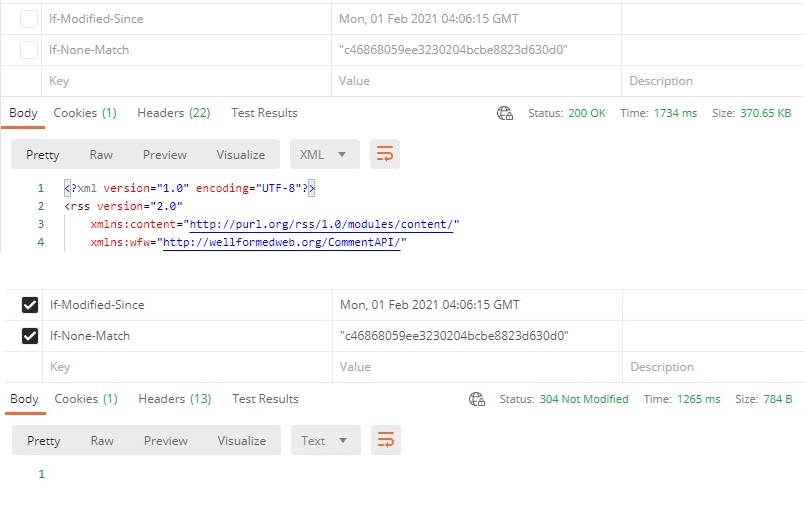 If-Modified-Since Mon, 01 Feb 2021 04:06:15 GMT
If-None-Match "c46868059ee3230204bcbe8823d630d0"
Key Value Description
Body Cookies (1) Headers (22) Test Results Status: 200 OK Time: 1734 ms Size: 370.65 KB
Pretty Raw Preview Visualize XML
1 <?xml version="1.0" encoding="UTF-8"?>
2 <rss version="2.0"
3 xmlns:content="http://purl.org/rss/1.0/modules/content/"
4 xmlns:wfw="http://wellformedweb.org/CommentAPI/"
If-Modified-Since Mon, 01 Feb 2021 04:06:15 GMT
If-None-Match "c46868059ee3230204bcbe8823d630d0"
Key Value Description
Body Cookies (1) Headers (13) Test Results Status: 304 Not Modified Time: 1265 ms Size: 784 B
Pretty Raw Preview Visualize Text
1